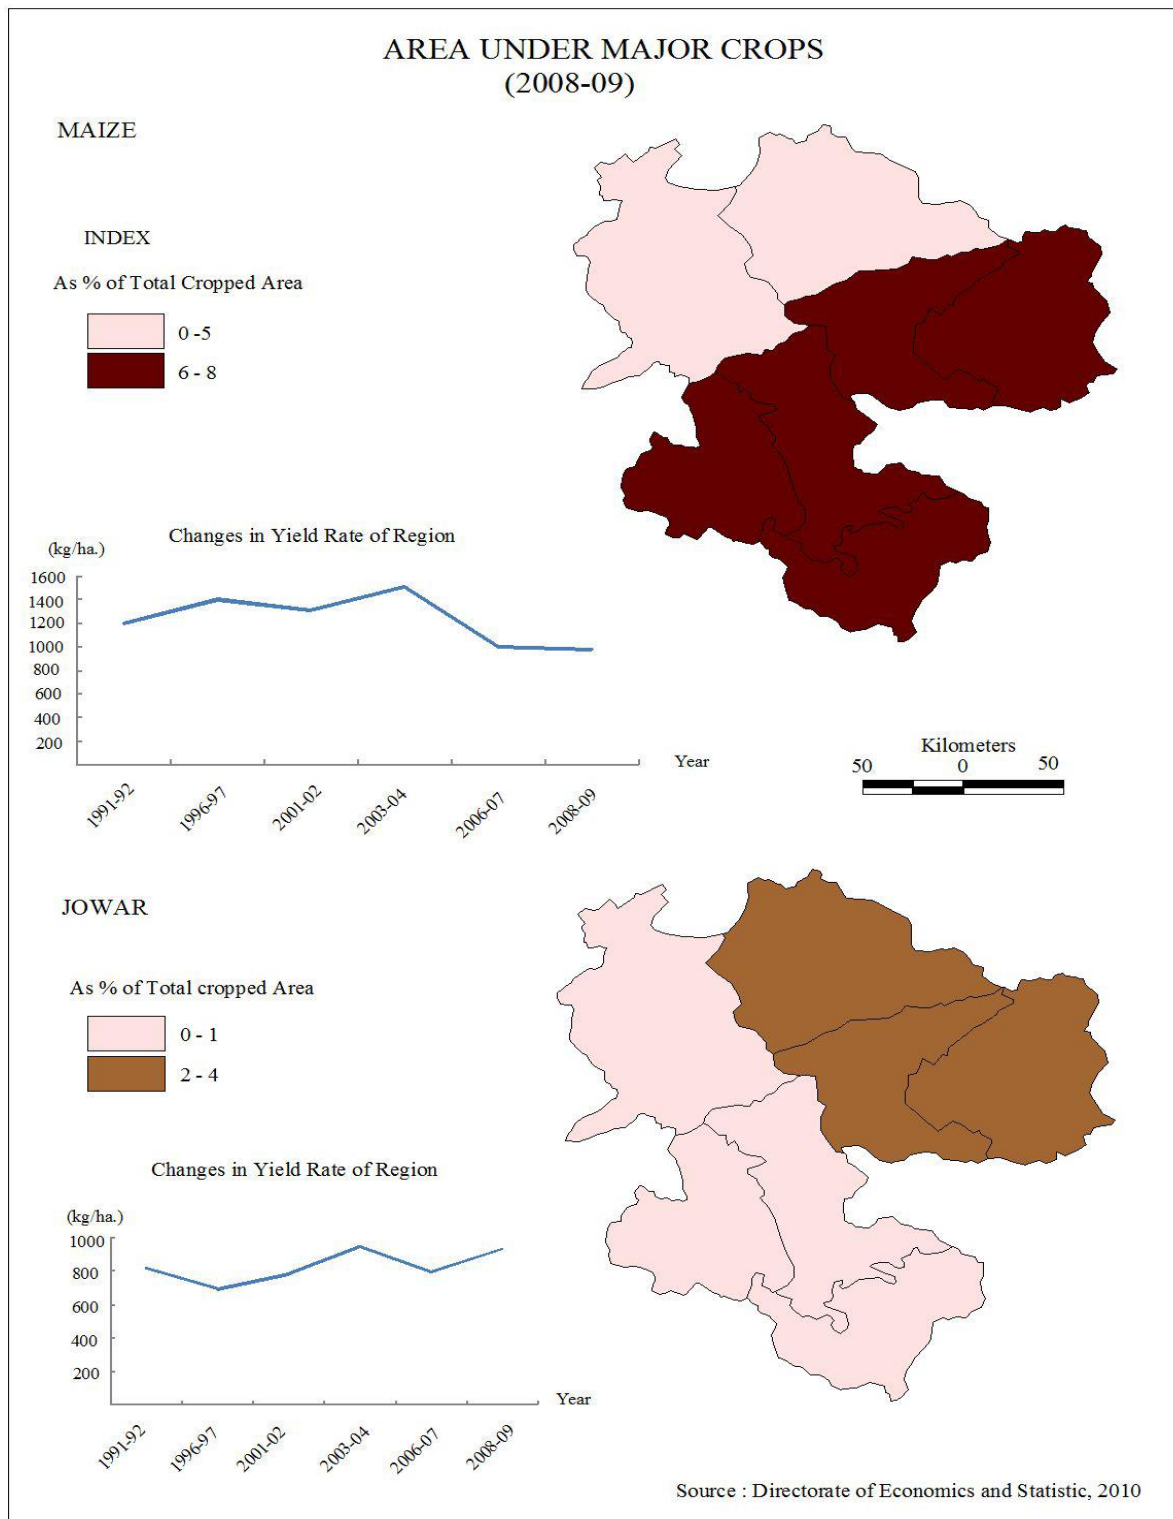 AREA UNDER MAJOR CROPS
(2008-09)
MAIZE
INDEX
As % of Total Cropped Area
0 -5
6 - 8
Changes in Yield Rate of Region
(kg/ha.)
1600
1400
1200
1000
800
600
400
200
Year
1991-92
1996-97
2001-02
2003-04
2006-07
2008-09
Kilometers
50 0 50
JOWAR
As % of Total cropped Area
0 - 1
2 - 4
Changes in Yield Rate of Region
(kg/ha.)
1000
800
600
400
200
Year
1991-92
1996-97
2001-02
2003-04
2006-07
2008-09
Source : Directorate of Economics and Statistic, 2010